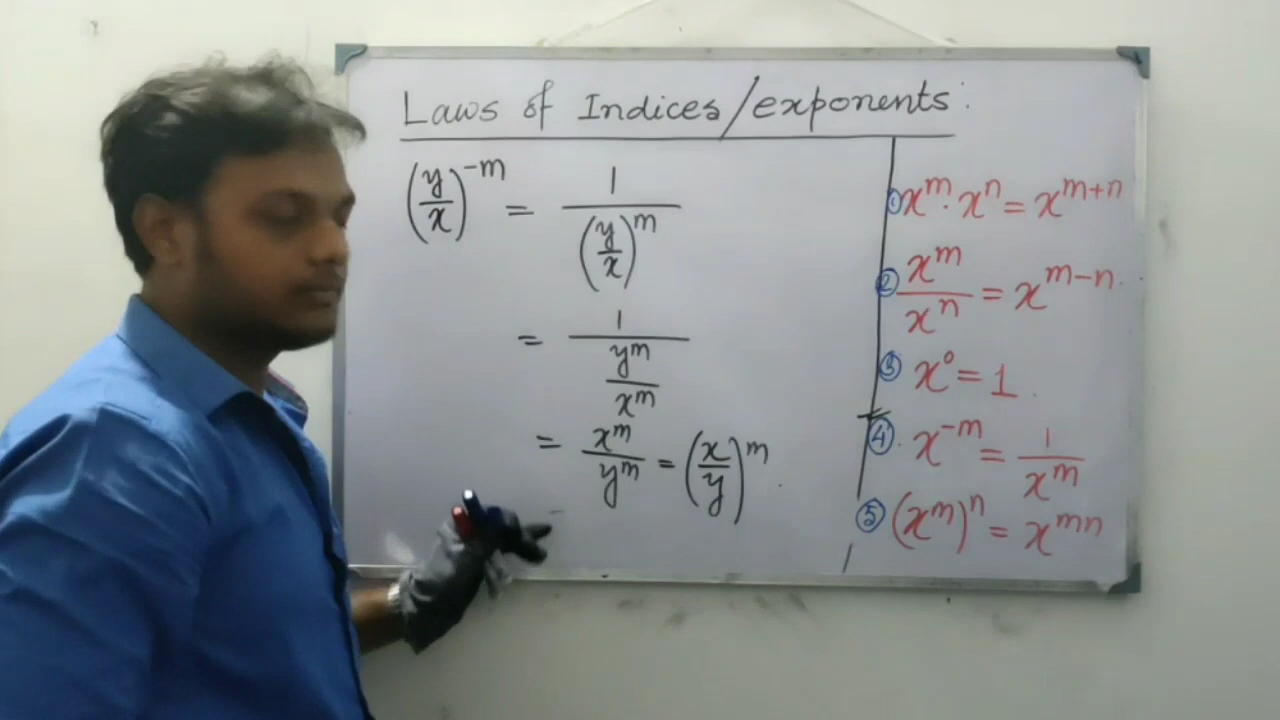 Laws of Indices/exponents:
(y/x)^-m = 1/(y/x)^m
= 1/(y^m/x^m)
= x^m/y^m = (x/y)^m.
① x^m · x^n = x^m+n
② x^m/x^n = x^m-n.
③ x^0 = 1.
④. x^-m = 1/x^m
⑤ (x^m)^n = x^mn